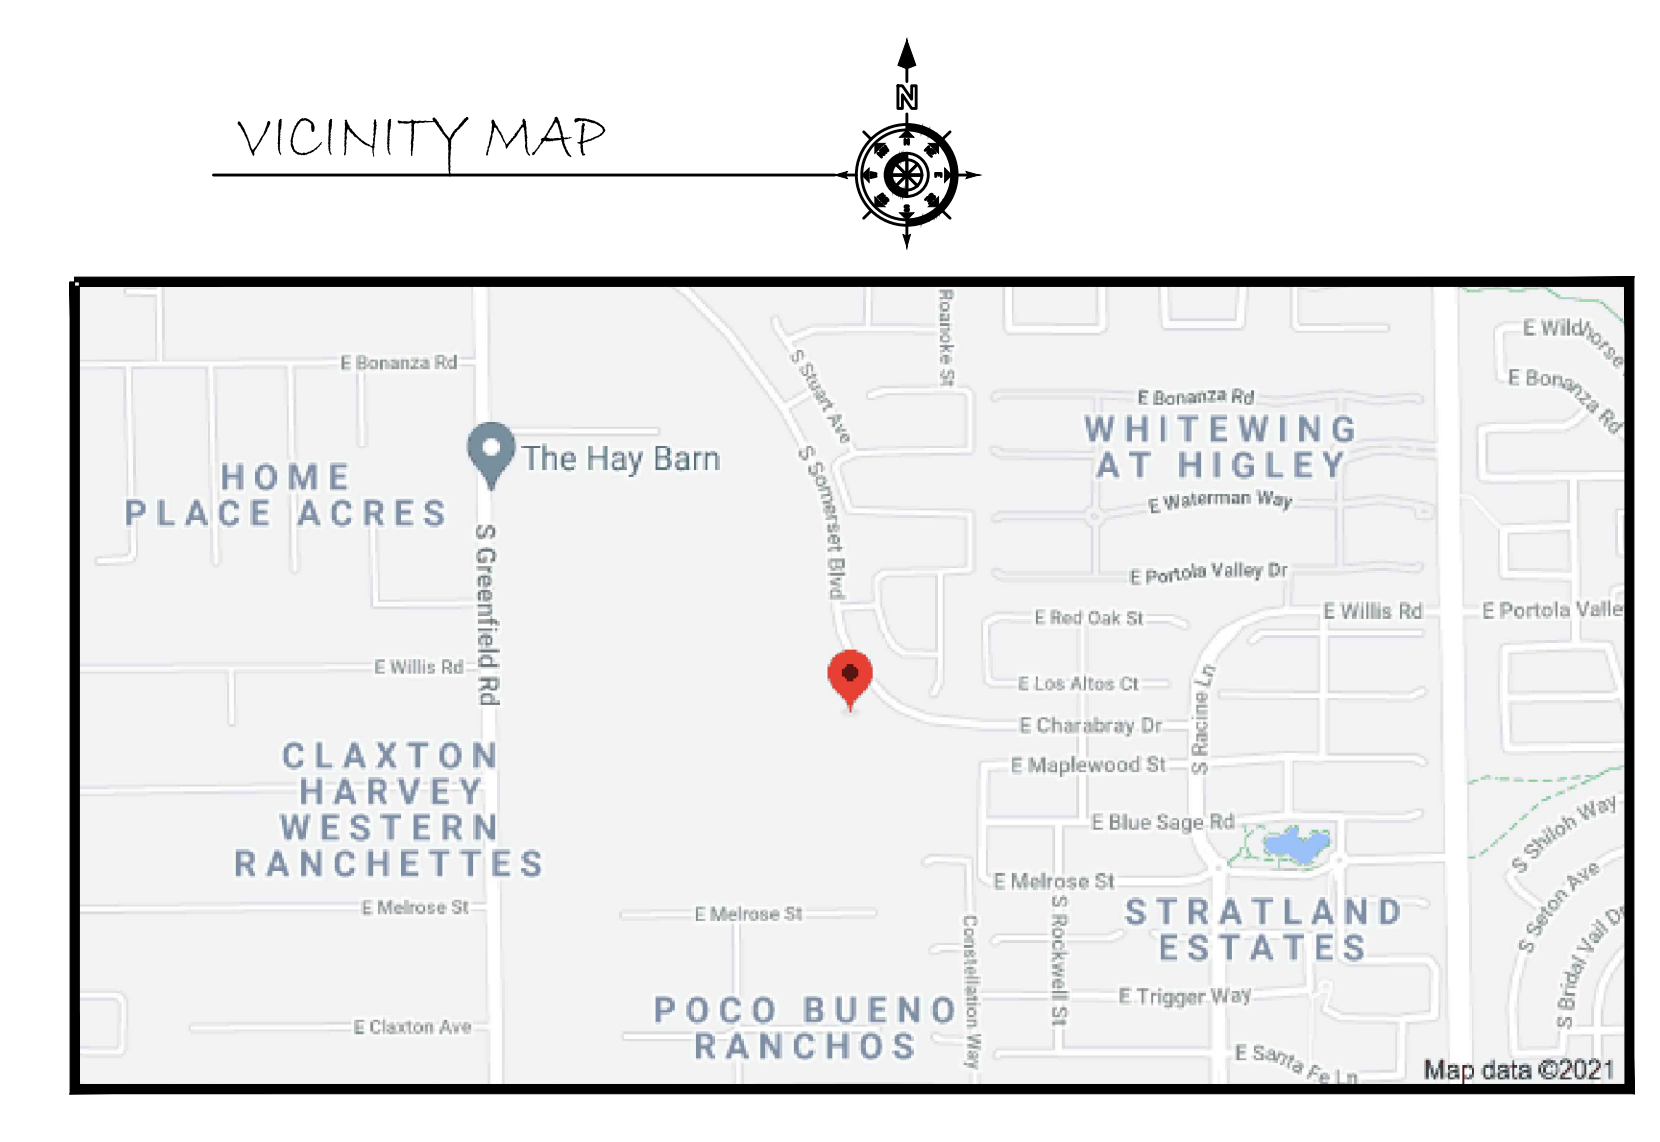 N
VICINITY MAP
Roanoke St
E Wildhorse
S Stuart Ave
E Bonanza Rd
E Bonanza Rd
E Bonanza Rd
WHITEWING
AT HIGLEY
The Hay Barn
HOME
PLACE ACRES
S Somerset Blvd
E Waterman Way
S Greenfield Rd
E Portola Valley Dr
E Red Oak St
E Willis Rd
E Portola Valle
E Willis Rd
E Los Altos Ct
S Racine Ln
E Charabray Dr
CLAXTON
HARVEY
WESTERN
RANCHETTES
E Maplewood St
E Blue Sage Rd
S Shiloh Way
E Melrose St
S Seton Ave
E Melrose St
E Melrose St
S Rockwell St
STRATLAND
ESTATES
Constellation Way
S Bridal Vail Dr
E Trigger Way
POCO BUENO
RANCHOS
E Claxton Ave
E Santa Fe Ln
Map data ©2021